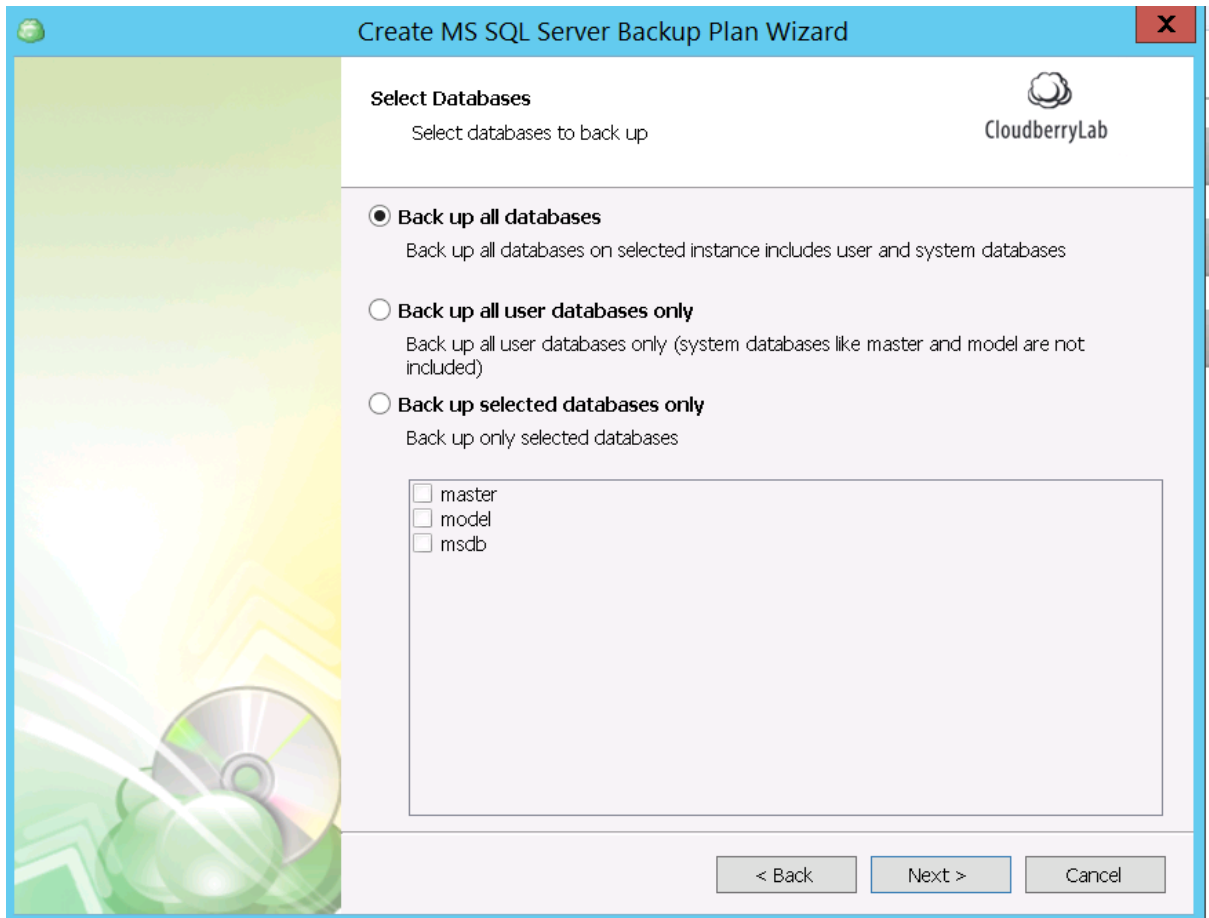 Create MS SQL Server Backup Plan Wizard
X
Select Databases
Select databases to back up
CloudberryLab
Back up all databases
Back up all databases on selected instance includes user and system databases
Back up all user databases only
Back up all user databases only (system databases like master and model are not
included)
Back up selected databases only
Back up only selected databases
master
model
msdb
< Back
Next >
Cancel